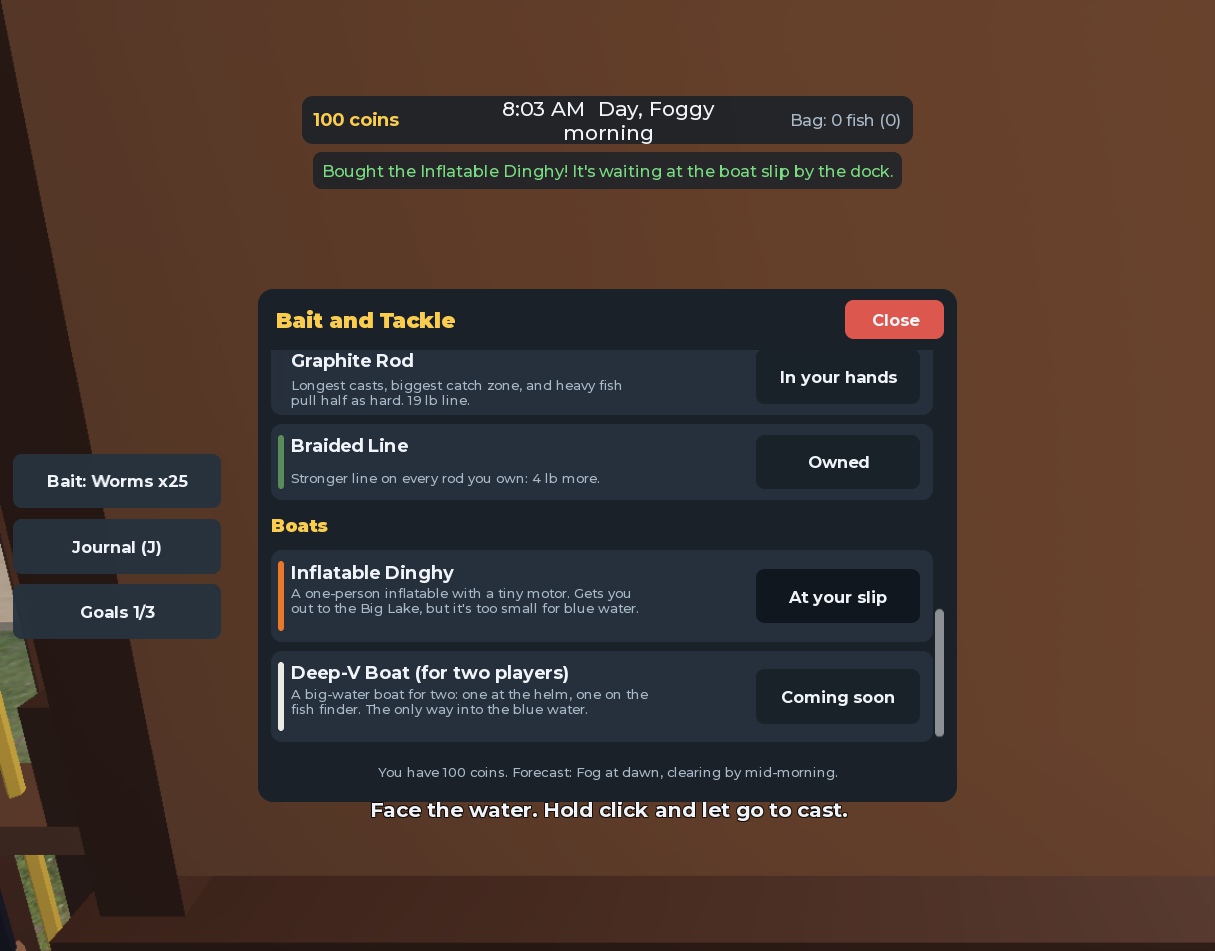 100 coins
8:03 AM  Day, Foggy
morning
Bag: 0 fish (0)
Bought the Inflatable Dinghy! It's waiting at the boat slip by the dock.
Bait and Tackle
Close
Graphite Rod
Longest casts, biggest catch zone, and heavy fish
pull half as hard. 19 lb line.
In your hands
Braided Line
Stronger line on every rod you own: 4 lb more.
Owned
Boats
Inflatable Dinghy
A one-person inflatable with a tiny motor. Gets you
out to the Big Lake, but it's too small for blue water.
At your slip
Deep-V Boat (for two players)
A big-water boat for two: one at the helm, one on the
fish finder. The only way into the blue water.
Coming soon
You have 100 coins. Forecast: Fog at dawn, clearing by mid-morning.
Bait: Worms x25
Journal (J)
Goals 1/3
Face the water. Hold click and let go to cast.